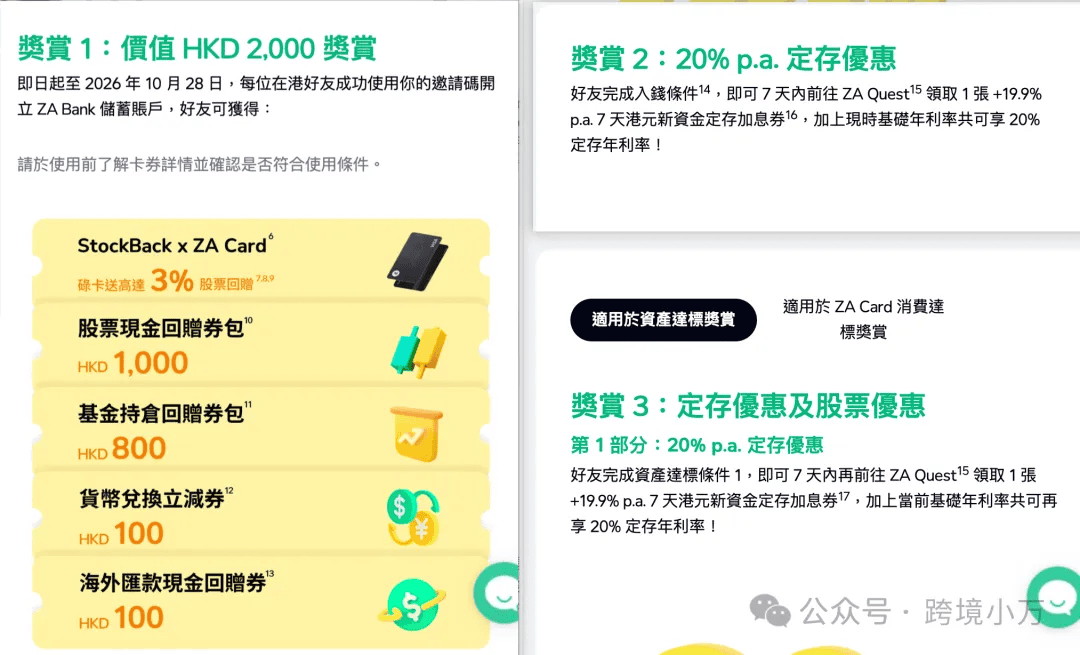 獎賞 1：價值 HKD 2,000 獎賞
即日起至 2026 年 10 月 28 日，每位在港好友成功使用你的邀請碼開
立 ZA Bank 儲蓄賬戶，好友可獲得：
請於使用前了解卡券詳情並確認是否符合使用條件。
StockBack x ZA Card6
碌卡送高達 3% 股票回贈7,8,9
股票現金回贈券包10
HKD 1,000
基金持倉回贈券包11
HKD 800
貨幣兌換立減券12
HKD 100
海外匯款現金回贈券13
HKD 100
獎賞 2：20% p.a. 定存優惠
好友完成入錢條件14，即可 7 天內前往 ZA Quest15 領取 1 張 +19.9%
p.a. 7 天港元新資金定存加息券16，加上現時基礎年利率共可享 20%
定存年利率！
適用於資產達標獎賞
適用於 ZA Card 消費達
標獎賞
獎賞 3：定存優惠及股票優惠
第 1 部分：20% p.a. 定存優惠
好友完成資產達標條件 1，即可 7 天內再前往 ZA Quest15 領取 1 張
+19.9% p.a. 7 天港元新資金定存加息券17，加上當前基礎年利率共可再
享 20% 定存年利率！
公众号 · 跨境小万